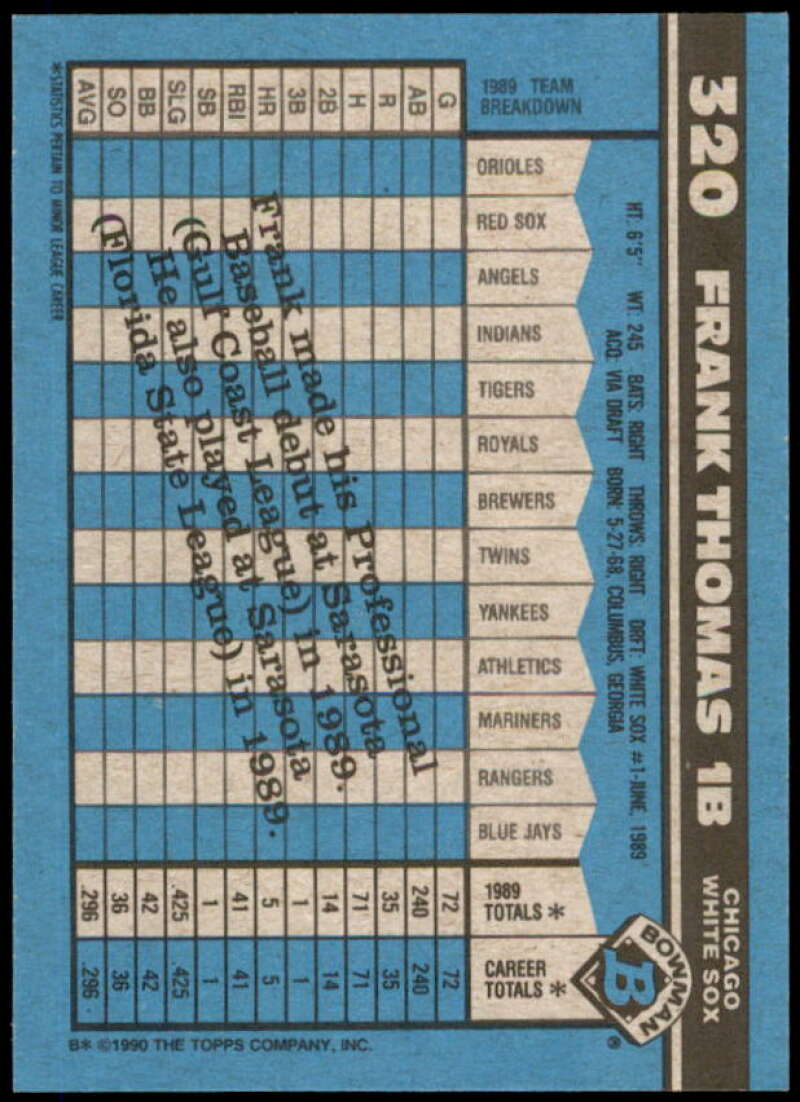 320 FRANK THOMAS 1B
CHICAGO
WHITE SOX
HT: 6'5" WT: 245 BATS: RIGHT THROWS: RIGHT DRFT: WHITE SOX #1-JUNE, 1989
ACQ. VIA DRAFT BORN: 5-27-68, COLUMBUS, GEORGIA
BOWMAN
B
®
1989 TEAM
BREAKDOWN
G AB R H 2B 3B HR RBI SB SLG BB SO AVG
ORIOLES
RED SOX
ANGELS
INDIANS
TIGERS
ROYALS
BREWERS
TWINS
YANKEES
ATHLETICS
MARINERS
RANGERS
BLUE JAYS
1989
TOTALS * 72 240 35 71 14 1 5 41 1 .425 42 36 .296
CAREER
TOTALS * 72 240 35 71 14 1 5 41 1 .425 42 36 .296
Frank made his Professional
Baseball debut at Sarasota
(Gulf Coast League) in 1989.
He also played at Sarasota
(Florida State League) in 1989.
*STATISTICS PERTAIN TO MINOR LEAGUE CAREER
B* ©1990 THE TOPPS COMPANY, INC.